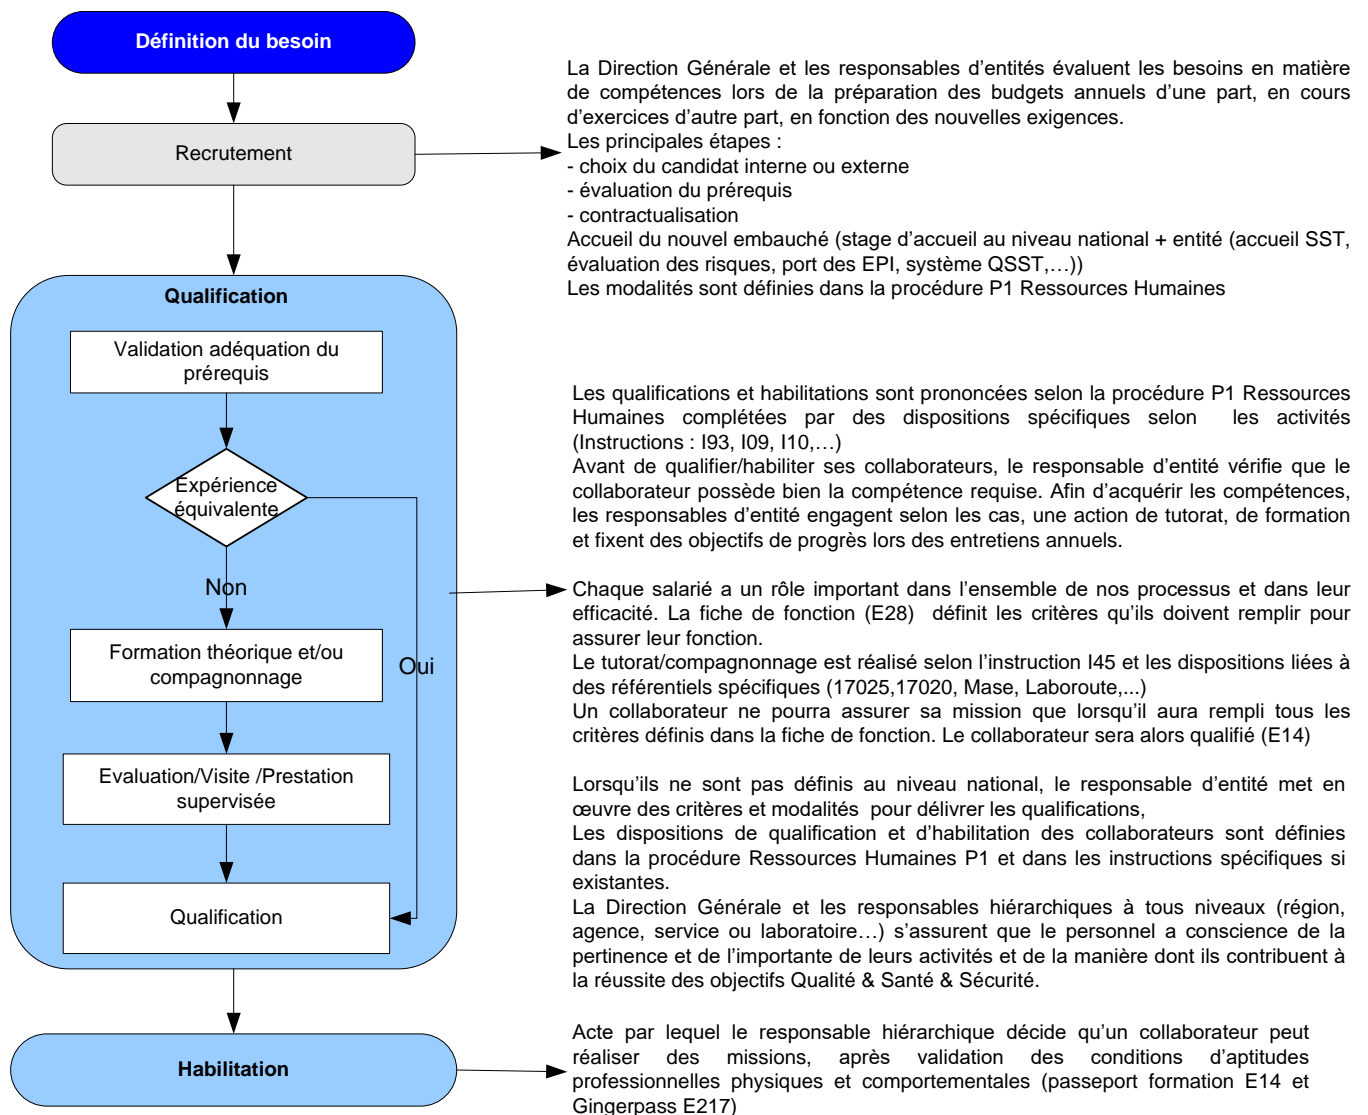 Définition du besoin
Recrutement
La Direction Générale et les responsables d’entités évaluent les besoins en matière
de compétences lors de la préparation des budgets annuels d’une part, en cours
d’exercices d’autre part, en fonction des nouvelles exigences.
Les principales étapes :
- choix du candidat interne ou externe
- évaluation du prérequis
- contractualisation
Accueil du nouvel embauché (stage d’accueil au niveau national + entité (accueil SST,
évaluation des risques, port des EPI, système QSST,…))
Les modalités sont définies dans la procédure P1 Ressources Humaines
Qualification
Validation adéquation du
prérequis
Expérience
équivalente
Non
Oui
Formation théorique et/ou
compagnonnage
Evaluation/Visite /Prestation
supervisée
Qualification
Les qualifications et habilitations sont prononcées selon la procédure P1 Ressources
Humaines complétées par des dispositions spécifiques selon les activités
(Instructions : I93, I09, I10,…)
Avant de qualifier/habiliter ses collaborateurs, le responsable d’entité vérifie que le
collaborateur possède bien la compétence requise. Afin d’acquérir les compétences,
les responsables d’entité engagent selon les cas, une action de tutorat, de formation
et fixent des objectifs de progrès lors des entretiens annuels.
Chaque salarié a un rôle important dans l’ensemble de nos processus et dans leur
efficacité. La fiche de fonction (E28) définit les critères qu’ils doivent remplir pour
assurer leur fonction.
Le tutorat/compagnonnage est réalisé selon l’instruction I45 et les dispositions liées à
des référentiels spécifiques (17025,17020, Mase, Laboroute,...)
Un collaborateur ne pourra assurer sa mission que lorsqu’il aura rempli tous les
critères définis dans la fiche de fonction. Le collaborateur sera alors qualifié (E14)
Lorsqu’ils ne sont pas définis au niveau national, le responsable d’entité met en
œuvre des critères et modalités pour délivrer les qualifications,
Les dispositions de qualification et d’habilitation des collaborateurs sont définies
dans la procédure Ressources Humaines P1 et dans les instructions spécifiques si
existantes.
La Direction Générale et les responsables hiérarchiques à tous niveaux (région,
agence, service ou laboratoire…) s’assurent que le personnel a conscience de la
pertinence et de l’importante de leurs activités et de la manière dont ils contribuent à
la réussite des objectifs Qualité & Santé & Sécurité.
Habilitation
Acte par lequel le responsable hiérarchique décide qu’un collaborateur peut
réaliser des missions, après validation des conditions d’aptitudes
professionnelles physiques et comportementales (passeport formation E14 et
Gingerpass E217)